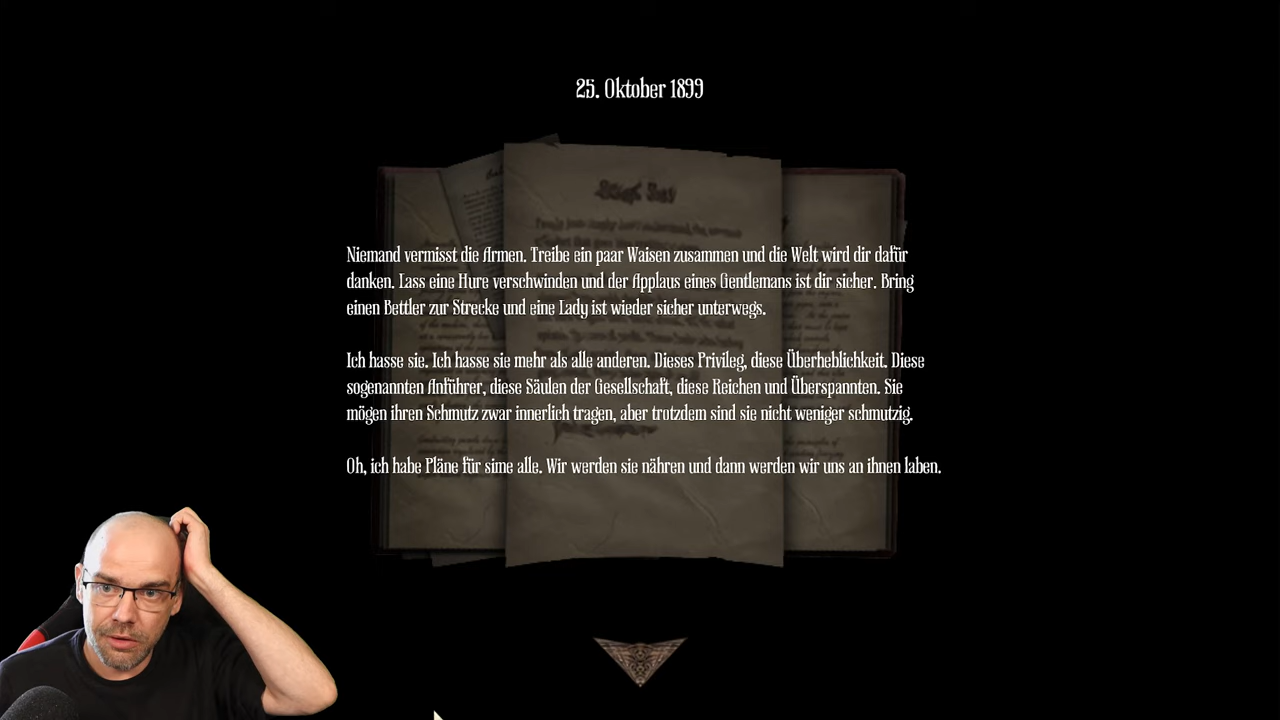 25. Oktober 1899
Niemand vermisst die Armen. Treibe ein paar Waisen zusammen und die Welt wird dir dafür
danken. Lass eine Hure verschwinden und der Applaus eines Gentlemans ist dir sicher. Bring
einen Bettler zur Strecke und eine Lady ist wieder sicher unterwegs.
Ich hasse sie. Ich hasse sie mehr als alle anderen. Dieses Privileg, diese Überheblichkeit. Diese
sogenannten Anführer, diese Säulen der Gesellschaft, diese Reichen und Überspannten. Sie
mögen ihren Schmutz zwar innerlich tragen, aber trotzdem sind sie nicht weniger schmutzig.
Oh, ich habe Pläne für sime alle. Wir werden sie nähren und dann werden wir uns an ihnen laben.